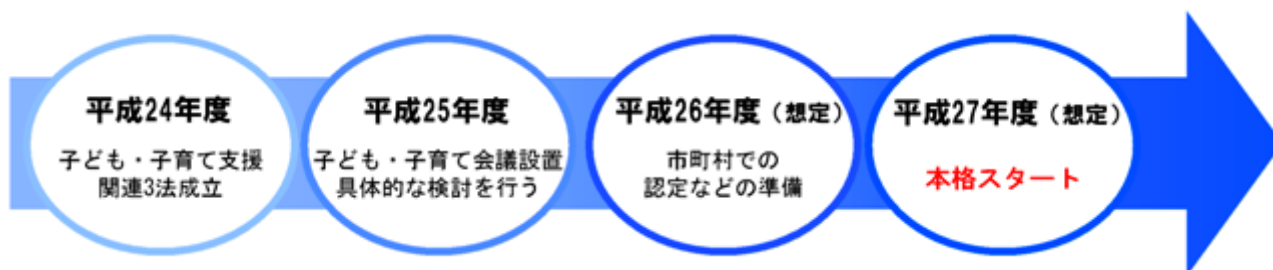 平成24年度
子ども・子育て支援
関連3法成立
平成25年度
子ども・子育て会議設置
具体的な検討を行う
平成26年度（想定）
市町村での
認定などの準備
平成27年度（想定）
本格スタート